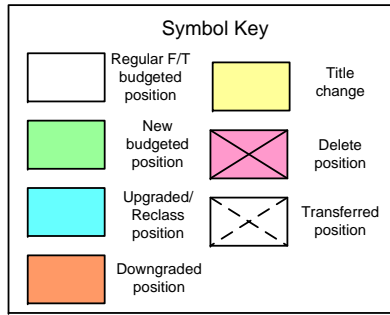 Symbol Key
Regular F/T
budgeted
position
New
budgeted
position
Upgraded/
Reclass
position
Downgraded
position
Title
change
Delete
position
Transferred
position